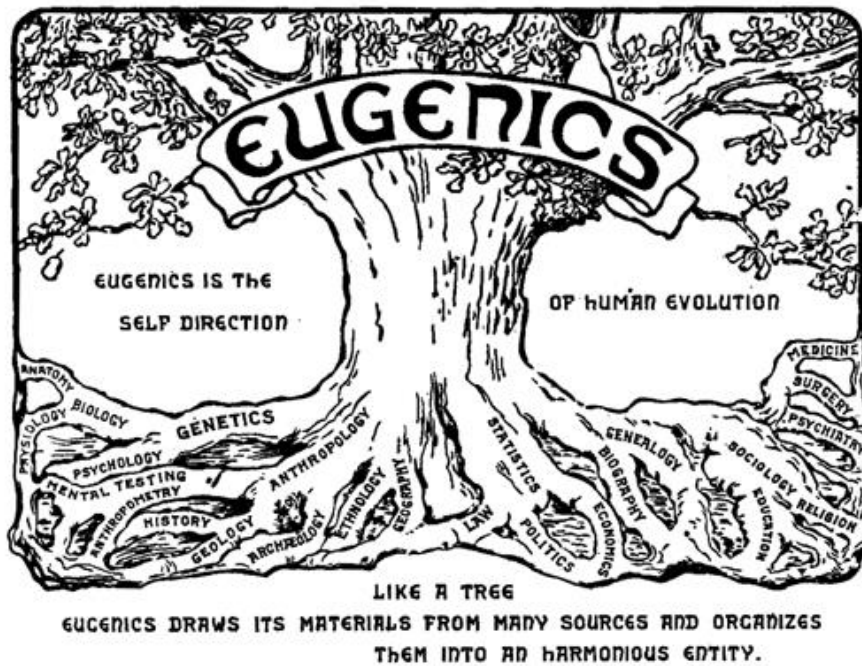 EUGENICS
EUGENICS IS THE
SELF DIRECTION
OF HUMAN EVOLUTION
ANATOMY
PHYSIOLOGY
BIOLOGY
GENETICS
PSYCHOLOGY
MENTAL TESTING
ANTHROPOMETRY
HISTORY
GEOLOGY
ANTHROPOLOGY
ARCHÆOLOGY
ETHNOLOGY
GEOGRAPHY
LAW
STATISTICS
POLITICS
ECONOMICS
BIOGRAPHY
GENEALOGY
EDUCATION
SOCIOLOGY
RELIGION
PSYCHIATRY
SURGERY
MEDICINE
LIKE A TREE
EUGENICS DRAWS ITS MATERIALS FROM MANY SOURCES AND ORGANIZES
THEM INTO AN HARMONIOUS ENTITY.